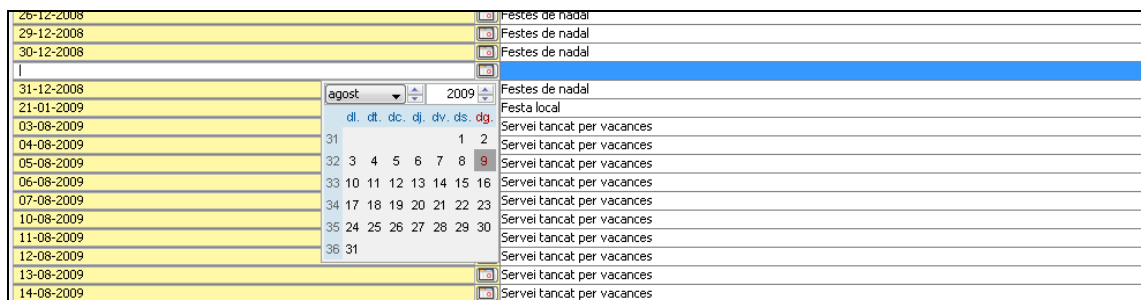 26-12-2008 Festes de nadal
29-12-2008 Festes de nadal
30-12-2008 Festes de nadal
31-12-2008 Festes de nadal
21-01-2009 Festa local
03-08-2009 Servei tancat per vacances
04-08-2009 Servei tancat per vacances
05-08-2009 Servei tancat per vacances
06-08-2009 Servei tancat per vacances
07-08-2009 Servei tancat per vacances
10-08-2009 Servei tancat per vacances
11-08-2009 Servei tancat per vacances
12-08-2009 Servei tancat per vacances
13-08-2009 Servei tancat per vacances
14-08-2009 Servei tancat per vacances
agost 2009
dl. dt. dc. dj. dv. ds. dg.
31 1 2
32 3 4 5 6 7 8 9
33 10 11 12 13 14 15 16
34 17 18 19 20 21 22 23
35 24 25 26 27 28 29 30
36 31